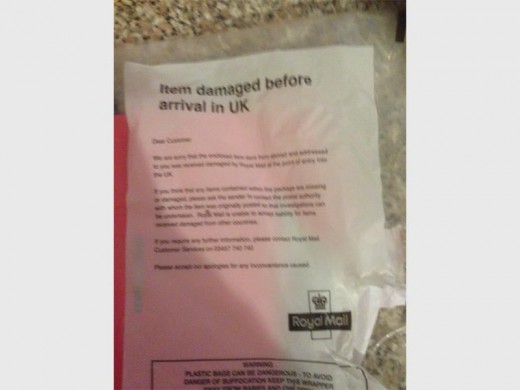 Item damaged before
arrival in UK
Dear Customer
We are sorry that the enclosed item sent from abroad and addressed
to you was received damaged by Royal Mail at the point of entry into
the UK.
If you think that any items contained within the package are missing
or damaged, please ask the sender to contact the postal authority
with whom the item was originally posted so that investigations can
be undertaken. Royal Mail is unable to accept liability for items
received damaged from other countries.
If you require any further information, please contact Royal Mail
Customer Services on
Please accept our apologies for any inconvenience caused.
Royal Mail
WARNING
PLASTIC BAGS CAN BE DANGEROUS - TO AVOID
DANGER OF SUFFOCATION KEEP THIS WRAPPER
AWAY FROM BABIES AND